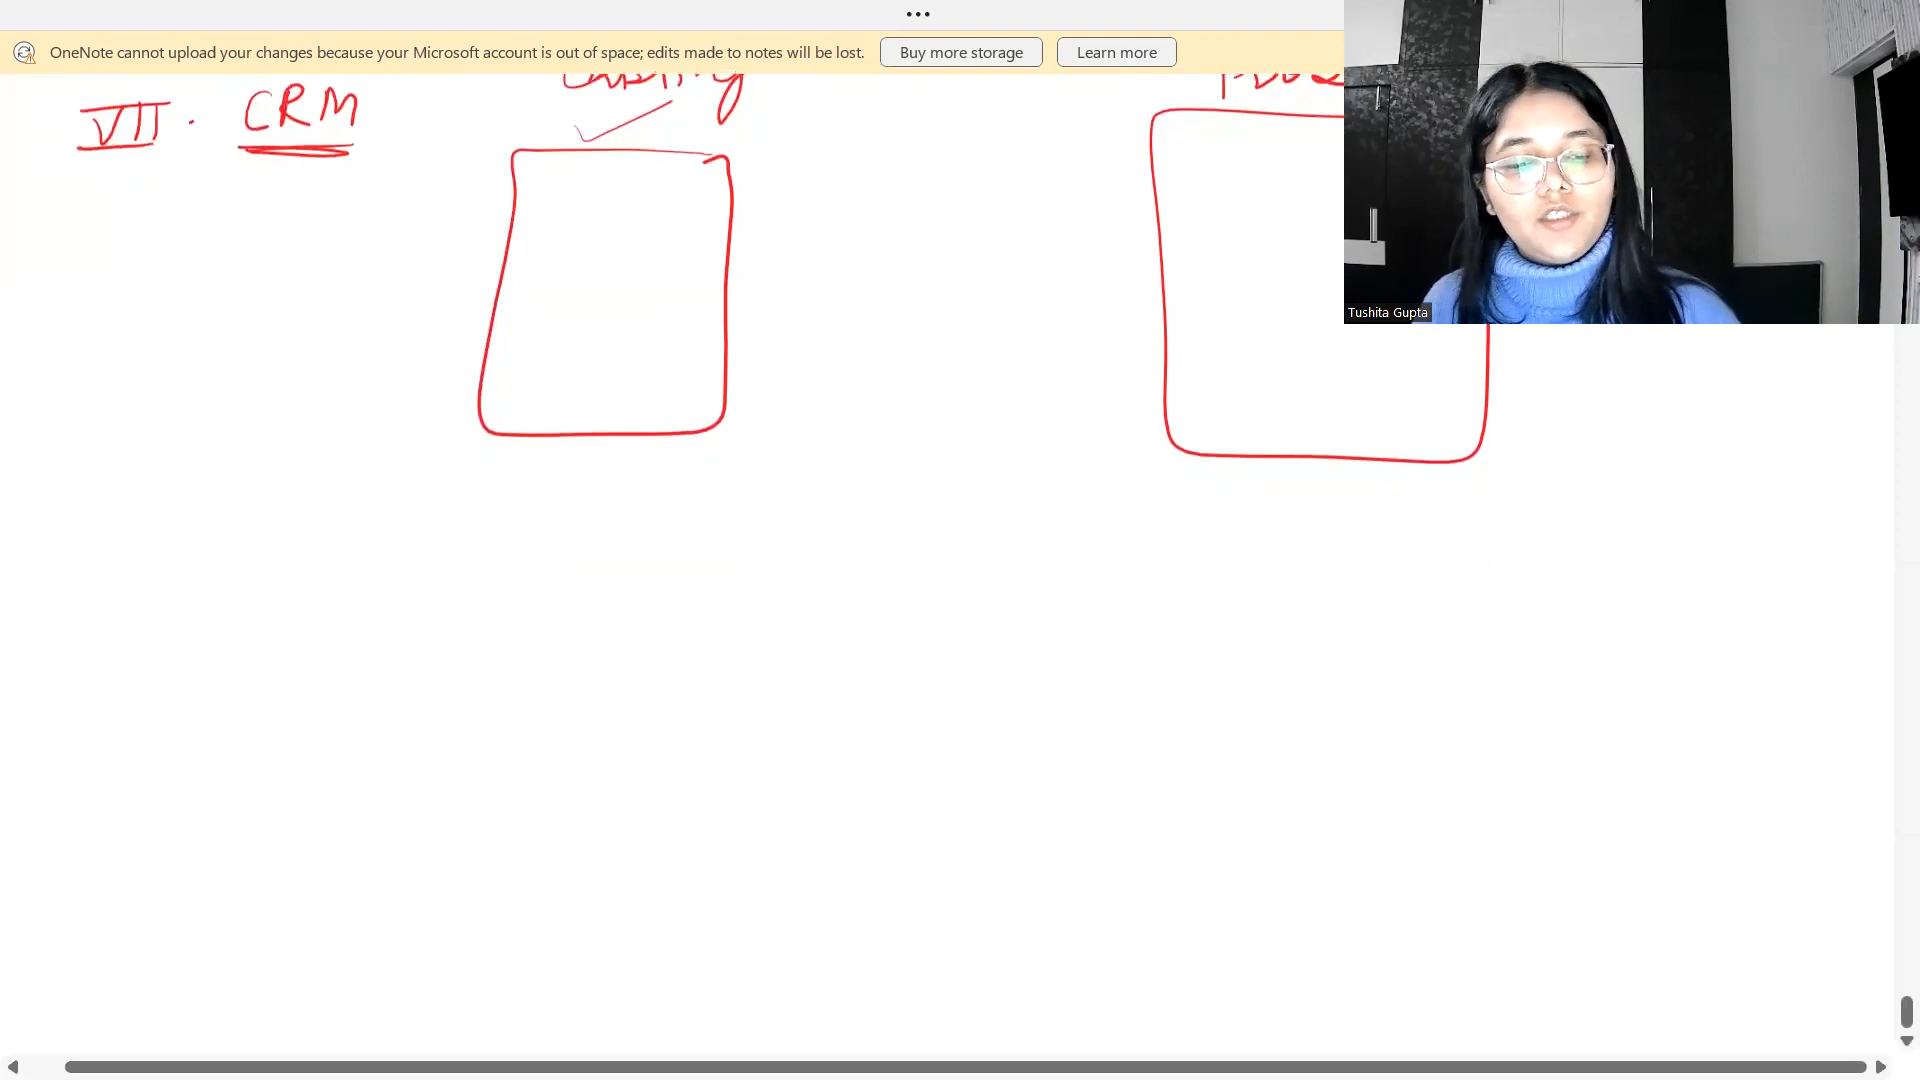 OneNote cannot upload your changes because your Microsoft account is out of space; edits made to notes will be lost. Buy more storage Learn more
VII. CRM
Tushita Gupta